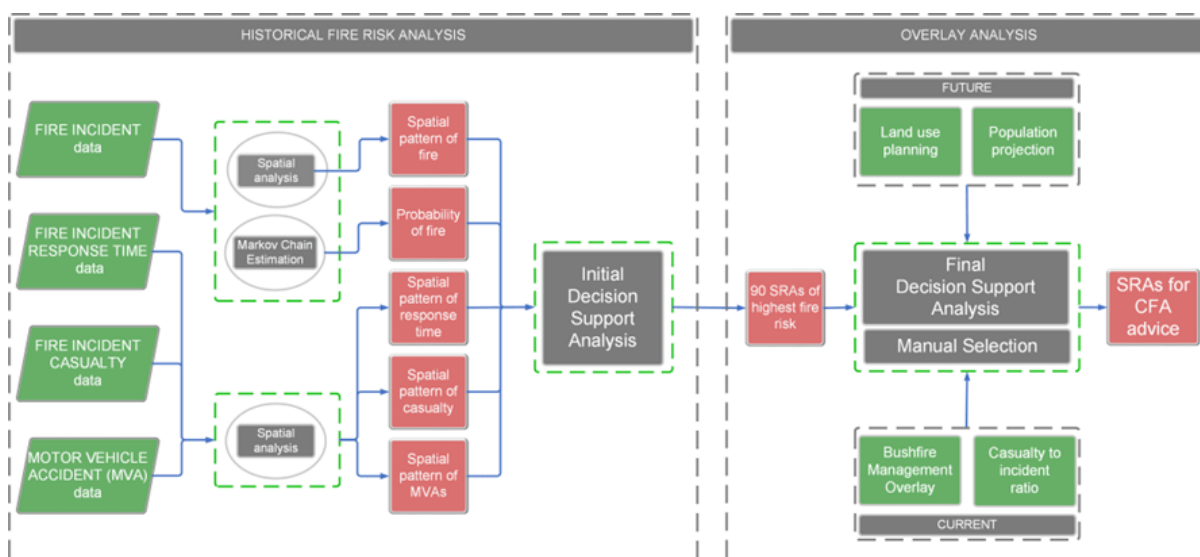 HISTORICAL FIRE RISK ANALYSIS
FIRE INCIDENT
data
FIRE INCIDENT
RESPONSE TIME
data
FIRE INCIDENT
CASUALTY
data
MOTOR VEHICLE
ACCIDENT (MVA)
data
Spatial
analysis
Markov Chain
Estimation
Spatial
analysis
Spatial
pattern of
fire
Probability
of fire
Spatial
pattern of
response
time
Spatial
pattern of
casualty
Spatial
pattern of
MVAs
Initial
Decision
Support
Analysis
OVERLAY ANALYSIS
FUTURE
Land use
planning
Population
projection
90 SRAs of
highest fire
risk
Final
Decision Support
Analysis
Manual Selection
SRAs for
CFA
advice
Bushfire
Management
Overlay
Casualty to
incident
ratio
CURRENT